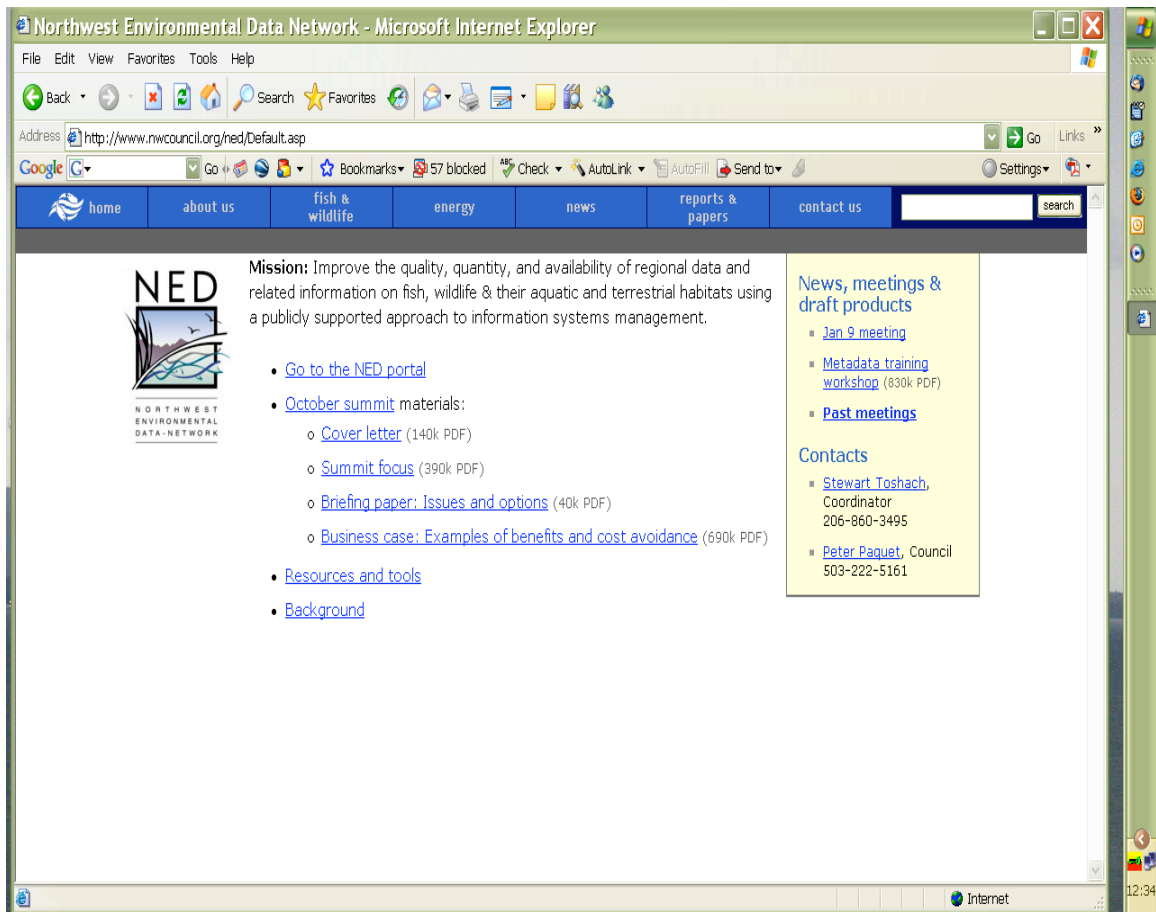 Northwest Environmental Data Network - Microsoft Internet Explorer
File Edit View Favorites Tools Help
Back Search Favorites
Address http://www.nwcouncil.org/ned/Default.asp Go Links »
Google G Go Bookmarks 57 blocked ABC Check AutoLink AutoFill Send to Settings
home about us fish & wildlife energy news reports & papers contact us search
NED
NORTHWEST
ENVIRONMENTAL
DATA-NETWORK
Mission: Improve the quality, quantity, and availability of regional data and
related information on fish, wildlife & their aquatic and terrestrial habitats using
a publicly supported approach to information systems management.
• Go to the NED portal
• October summit materials:
o Cover letter (140k PDF)
o Summit focus (390k PDF)
o Briefing paper: Issues and options (40k PDF)
o Business case: Examples of benefits and cost avoidance (690k PDF)
• Resources and tools
• Background
News, meetings &
draft products
Jan 9 meeting
Metadata training
workshop (830k PDF)
Past meetings
Contacts
Stewart Toshach,
Coordinator
206-860-3495
Peter Paquet, Council
503-222-5161
Internet
12:34